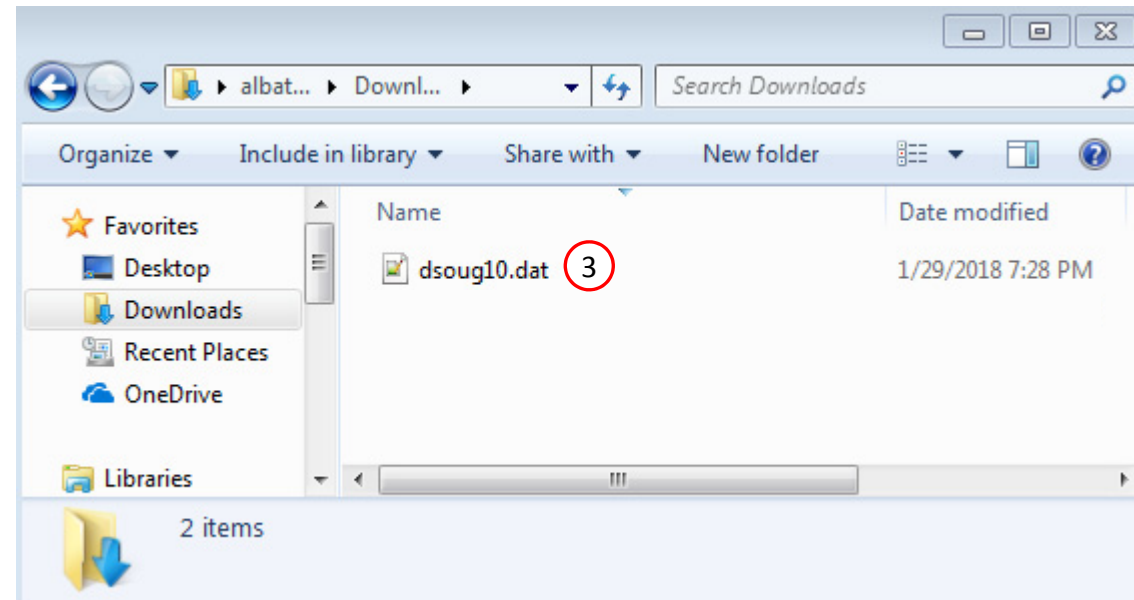 albat... Downl...
Search Downloads
Organize Include in library Share with New folder
Favorites
Desktop
Downloads
Recent Places
OneDrive
Libraries
Name Date modified
dsoug10.dat 3 1/29/2018 7:28 PM
2 items